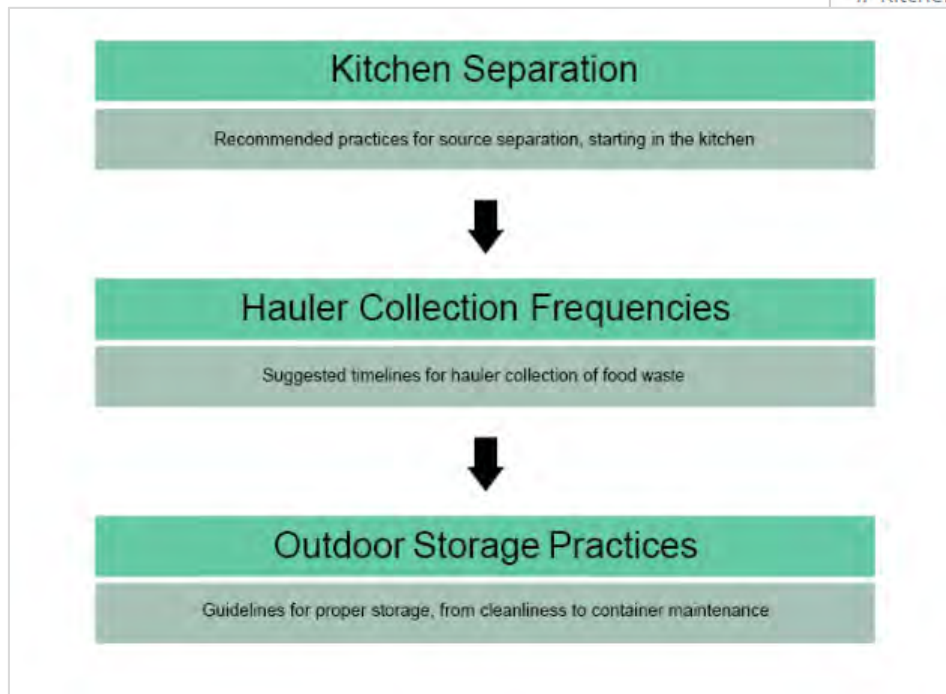 Kitchen Separation
Recommended practices for source separation, starting in the kitchen
Hauler Collection Frequencies
Suggested timelines for hauler collection of food waste
Outdoor Storage Practices
Guidelines for proper storage, from cleanliness to container maintenance